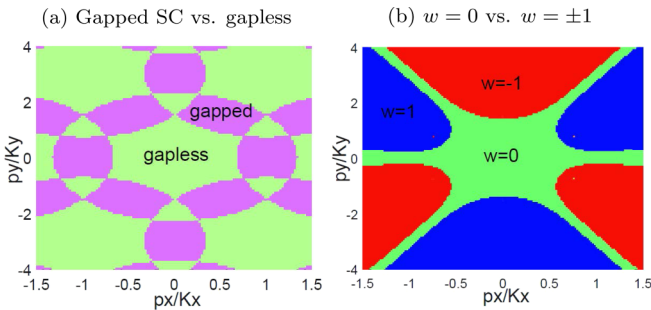 (a) Gapped SC vs. gapless
(b) w = 0 vs. w = ±1
4
2
0
-2
-4
py/Ky
gapped
gapless
-1.5
-1
-0.5
0
0.5
1
1.5
px/Kx
4
2
0
-2
-4
py/Ky
w=-1
w=1
w=0
-1.5
-1
-0.5
0
0.5
1
1.5
px/Kx